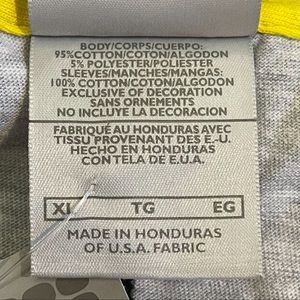 BODY/CORPS/CUERPO:
95%COTTON/COTON/ALGODON
5% POLYESTER/POLIESTER
SLEEVES/MANCHES/MANGAS:
100% COTTON/COTON/ALGODON
EXCLUSIVE OF DECORATION
SANS ORNEMENTS
NO INCLUYE LA DECORACION
FABRIQUÉ AU HONDURAS AVEC
TISSU PROVENANT DES E.-U.
HECHO EN HONDURAS
CON TELA DE E.U.A.
XL TG EG
MADE IN HONDURAS
OF U.S.A. FABRIC